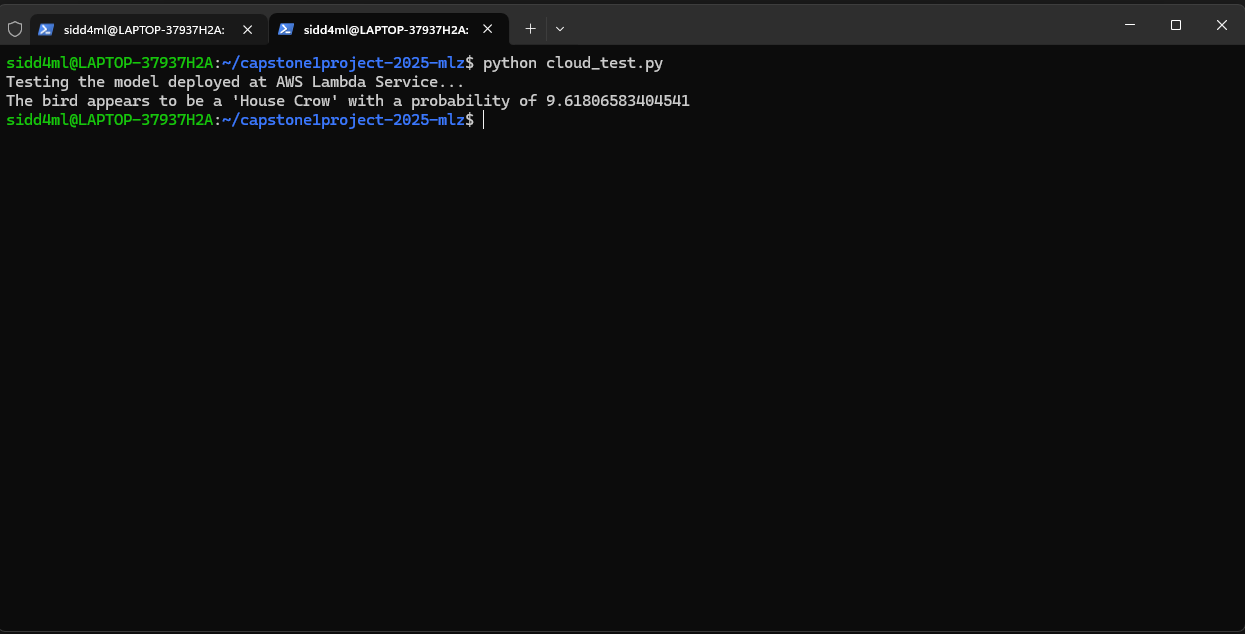 sidd4ml@LAPTOP-37937H2A: sidd4ml@LAPTOP-37937H2A:
sidd4ml@LAPTOP-37937H2A:~/capstone1project-2025-mlz$ python cloud_test.py
Testing the model deployed at AWS Lambda Service...
The bird appears to be a 'House Crow' with a probability of 9.61806583404541
sidd4ml@LAPTOP-37937H2A:~/capstone1project-2025-mlz$